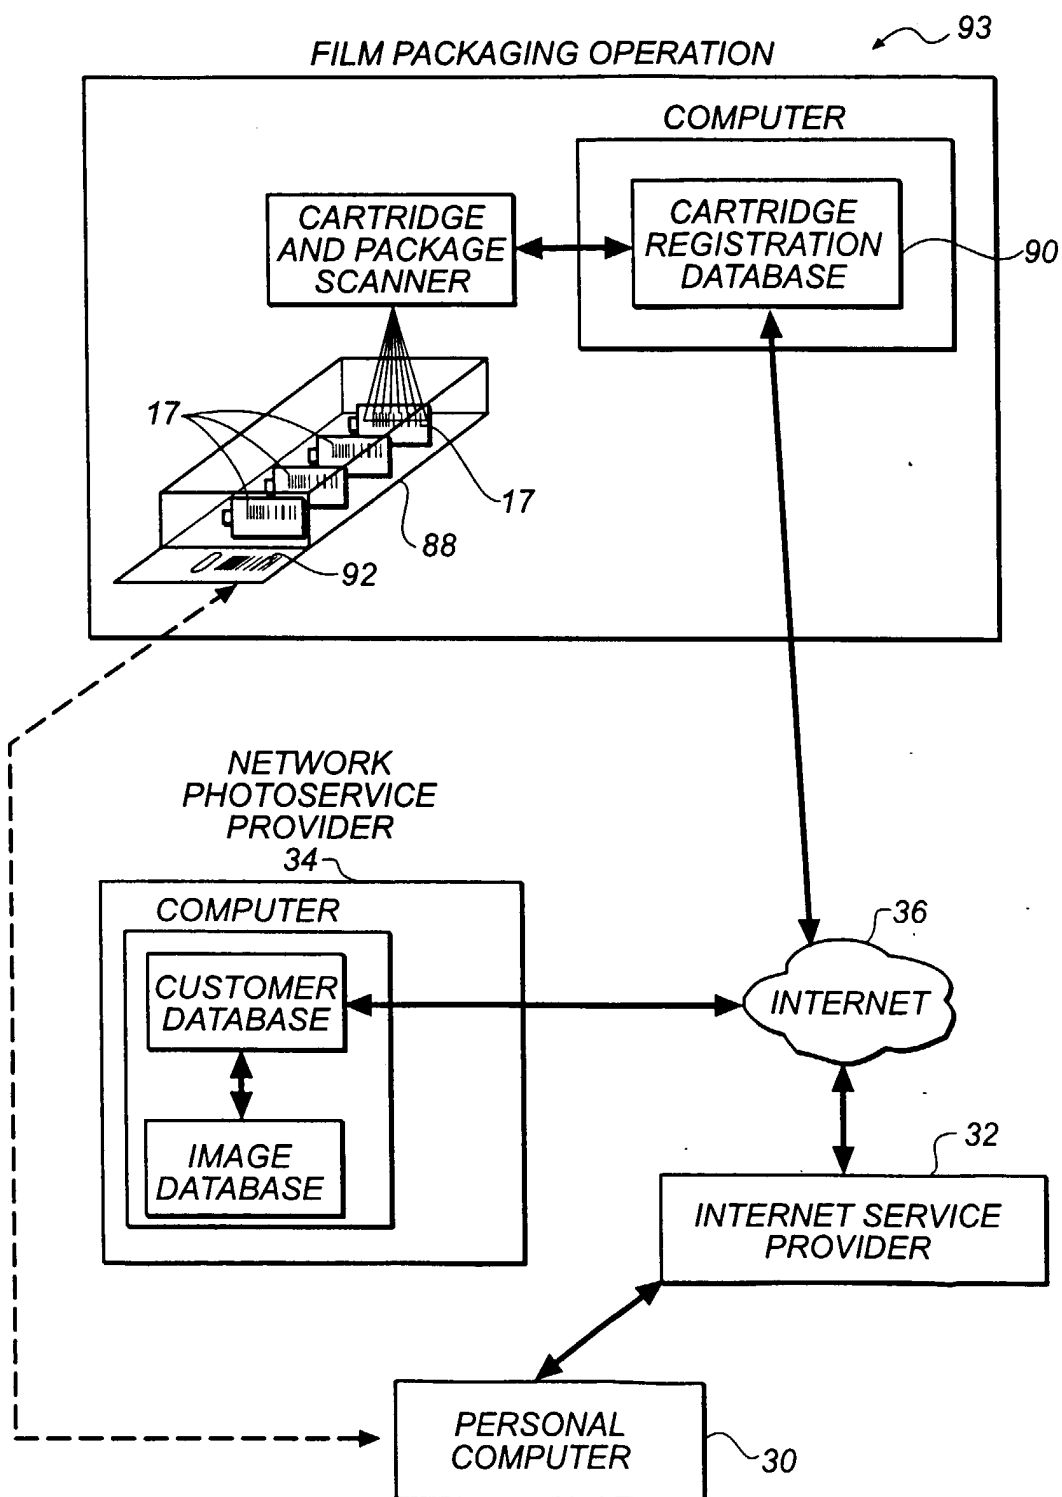 93
FILM PACKAGING OPERATION
COMPUTER
CARTRIDGE
AND PACKAGE
SCANNER
CARTRIDGE
REGISTRATION
DATABASE
90
17
17
88
92
NETWORK
PHOTOSERVICE
PROVIDER
34
COMPUTER
36
CUSTOMER
DATABASE
INTERNET
IMAGE
DATABASE
32
INTERNET SERVICE
PROVIDER
PERSONAL
COMPUTER
30